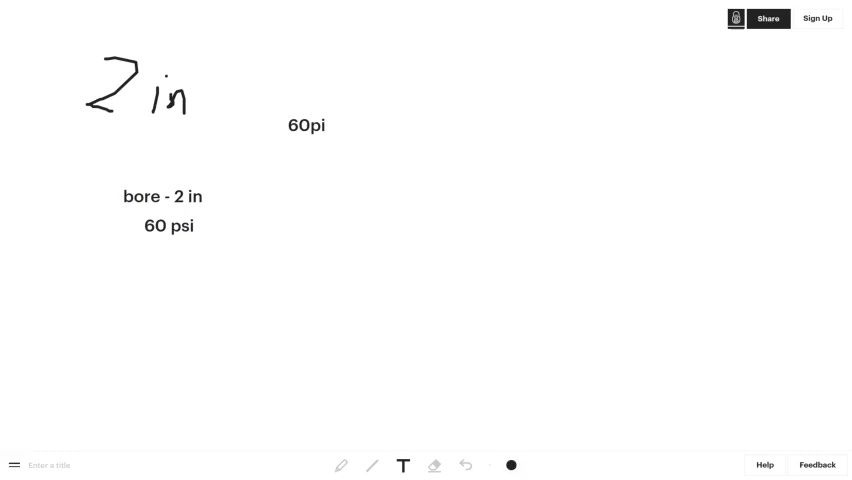 Share
Sign Up
2 in
60pi
bore - 2 in
60 psi
Enter a title
T
Help
Feedback